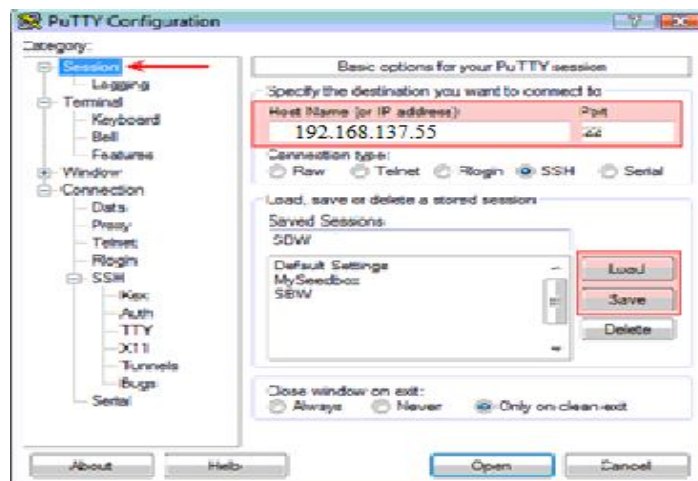 PuTTY Configuration
Category:
Session
Logging
Terminal
Keyboard
Bell
Features
Window
Connection
Data
Proxy
Telnet
Rlogin
SSH
Kex
Auth
TTY
X11
Tunnels
Bugs
Serial
Basic options for your PuTTY session
Specify the destination you want to connect to
Host Name (or IP address)
Port
192.168.137.55
22
Connection type:
Raw Telnet Rlogin SSH Serial
Load, save or delete a stored session
Saved Sessions
SBW
Default Settings
MySeedbox
SBW
Load
Save
Delete
Close window on exit:
Always Never Only on clean exit
About Help Open Cancel